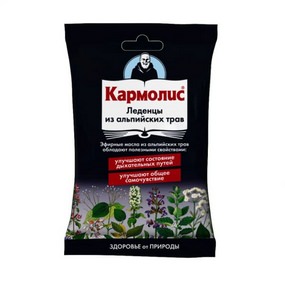 Кармолис®
Леденцы
из альпийских трав
Эфирные масла из альпийских трав
обладают полезными свойствами:
улучшают состояние
дыхательных путей
улучшают общее
самочувствие
ЗДОРОВЬЕ от ПРИРОДЫ